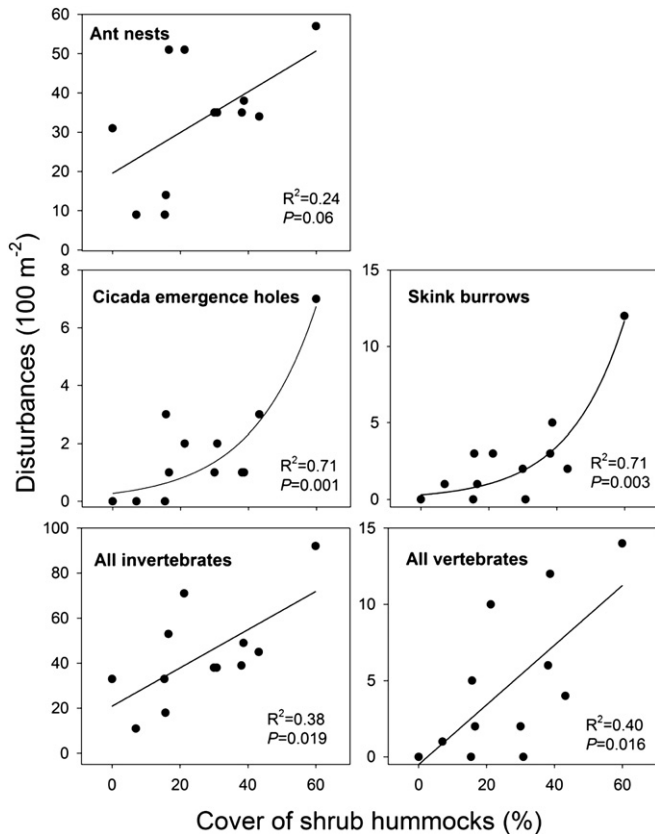 Ant nests
60
50
40
30
20
10
0
R²=0.24
P=0.06
0
20
40
60
Disturbances (100 m⁻²)
Cicada emergence holes
8
6
4
2
0
R²=0.71
P=0.001
Skink burrows
15
10
5
0
R²=0.71
P=0.003
All invertebrates
100
80
60
40
20
0
R²=0.38
P=0.019
0
20
40
60
All vertebrates
15
10
5
0
R²=0.40
P=0.016
0
20
40
60
Cover of shrub hummocks (%)